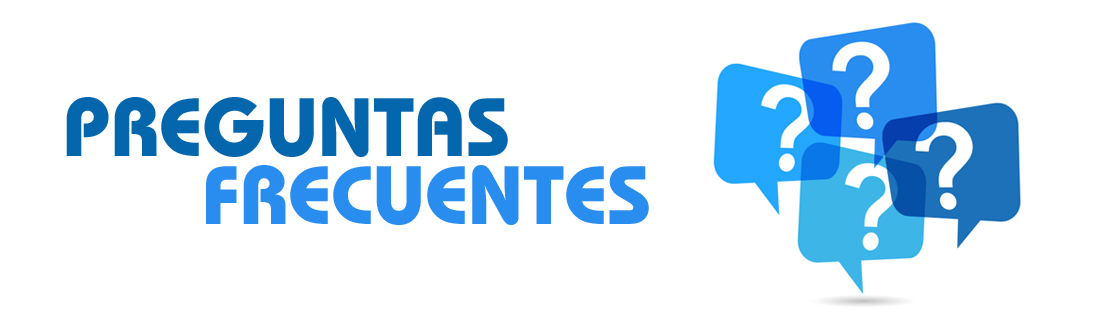 PREGUNTAS
FRECUENTES
? ? ? ?